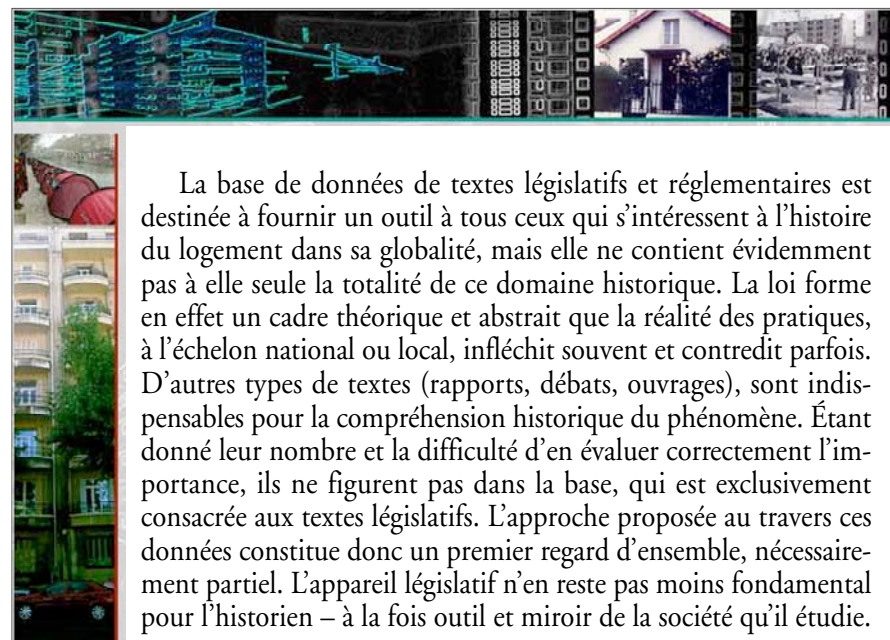 La base de données de textes législatifs et réglementaires est
destinée à fournir un outil à tous ceux qui s’intéressent à l’histoire
du logement dans sa globalité, mais elle ne contient évidemment
pas à elle seule la totalité de ce domaine historique. La loi forme
en effet un cadre théorique et abstrait que la réalité des pratiques,
à l’échelon national ou local, infléchit souvent et contredit parfois.
D’autres types de textes (rapports, débats, ouvrages), sont indis-
pensables pour la compréhension historique du phénomène. Étant
donné leur nombre et la difficulté d’en évaluer correctement l’im-
portance, ils ne figurent pas dans la base, qui est exclusivement
consacrée aux textes législatifs. L’approche proposée au travers ces
données constitue donc un premier regard d’ensemble, nécessaire-
ment partiel. L’appareil législatif n’en reste pas moins fondamental
pour l’historien – à la fois outil et miroir de la société qu’il étudie.